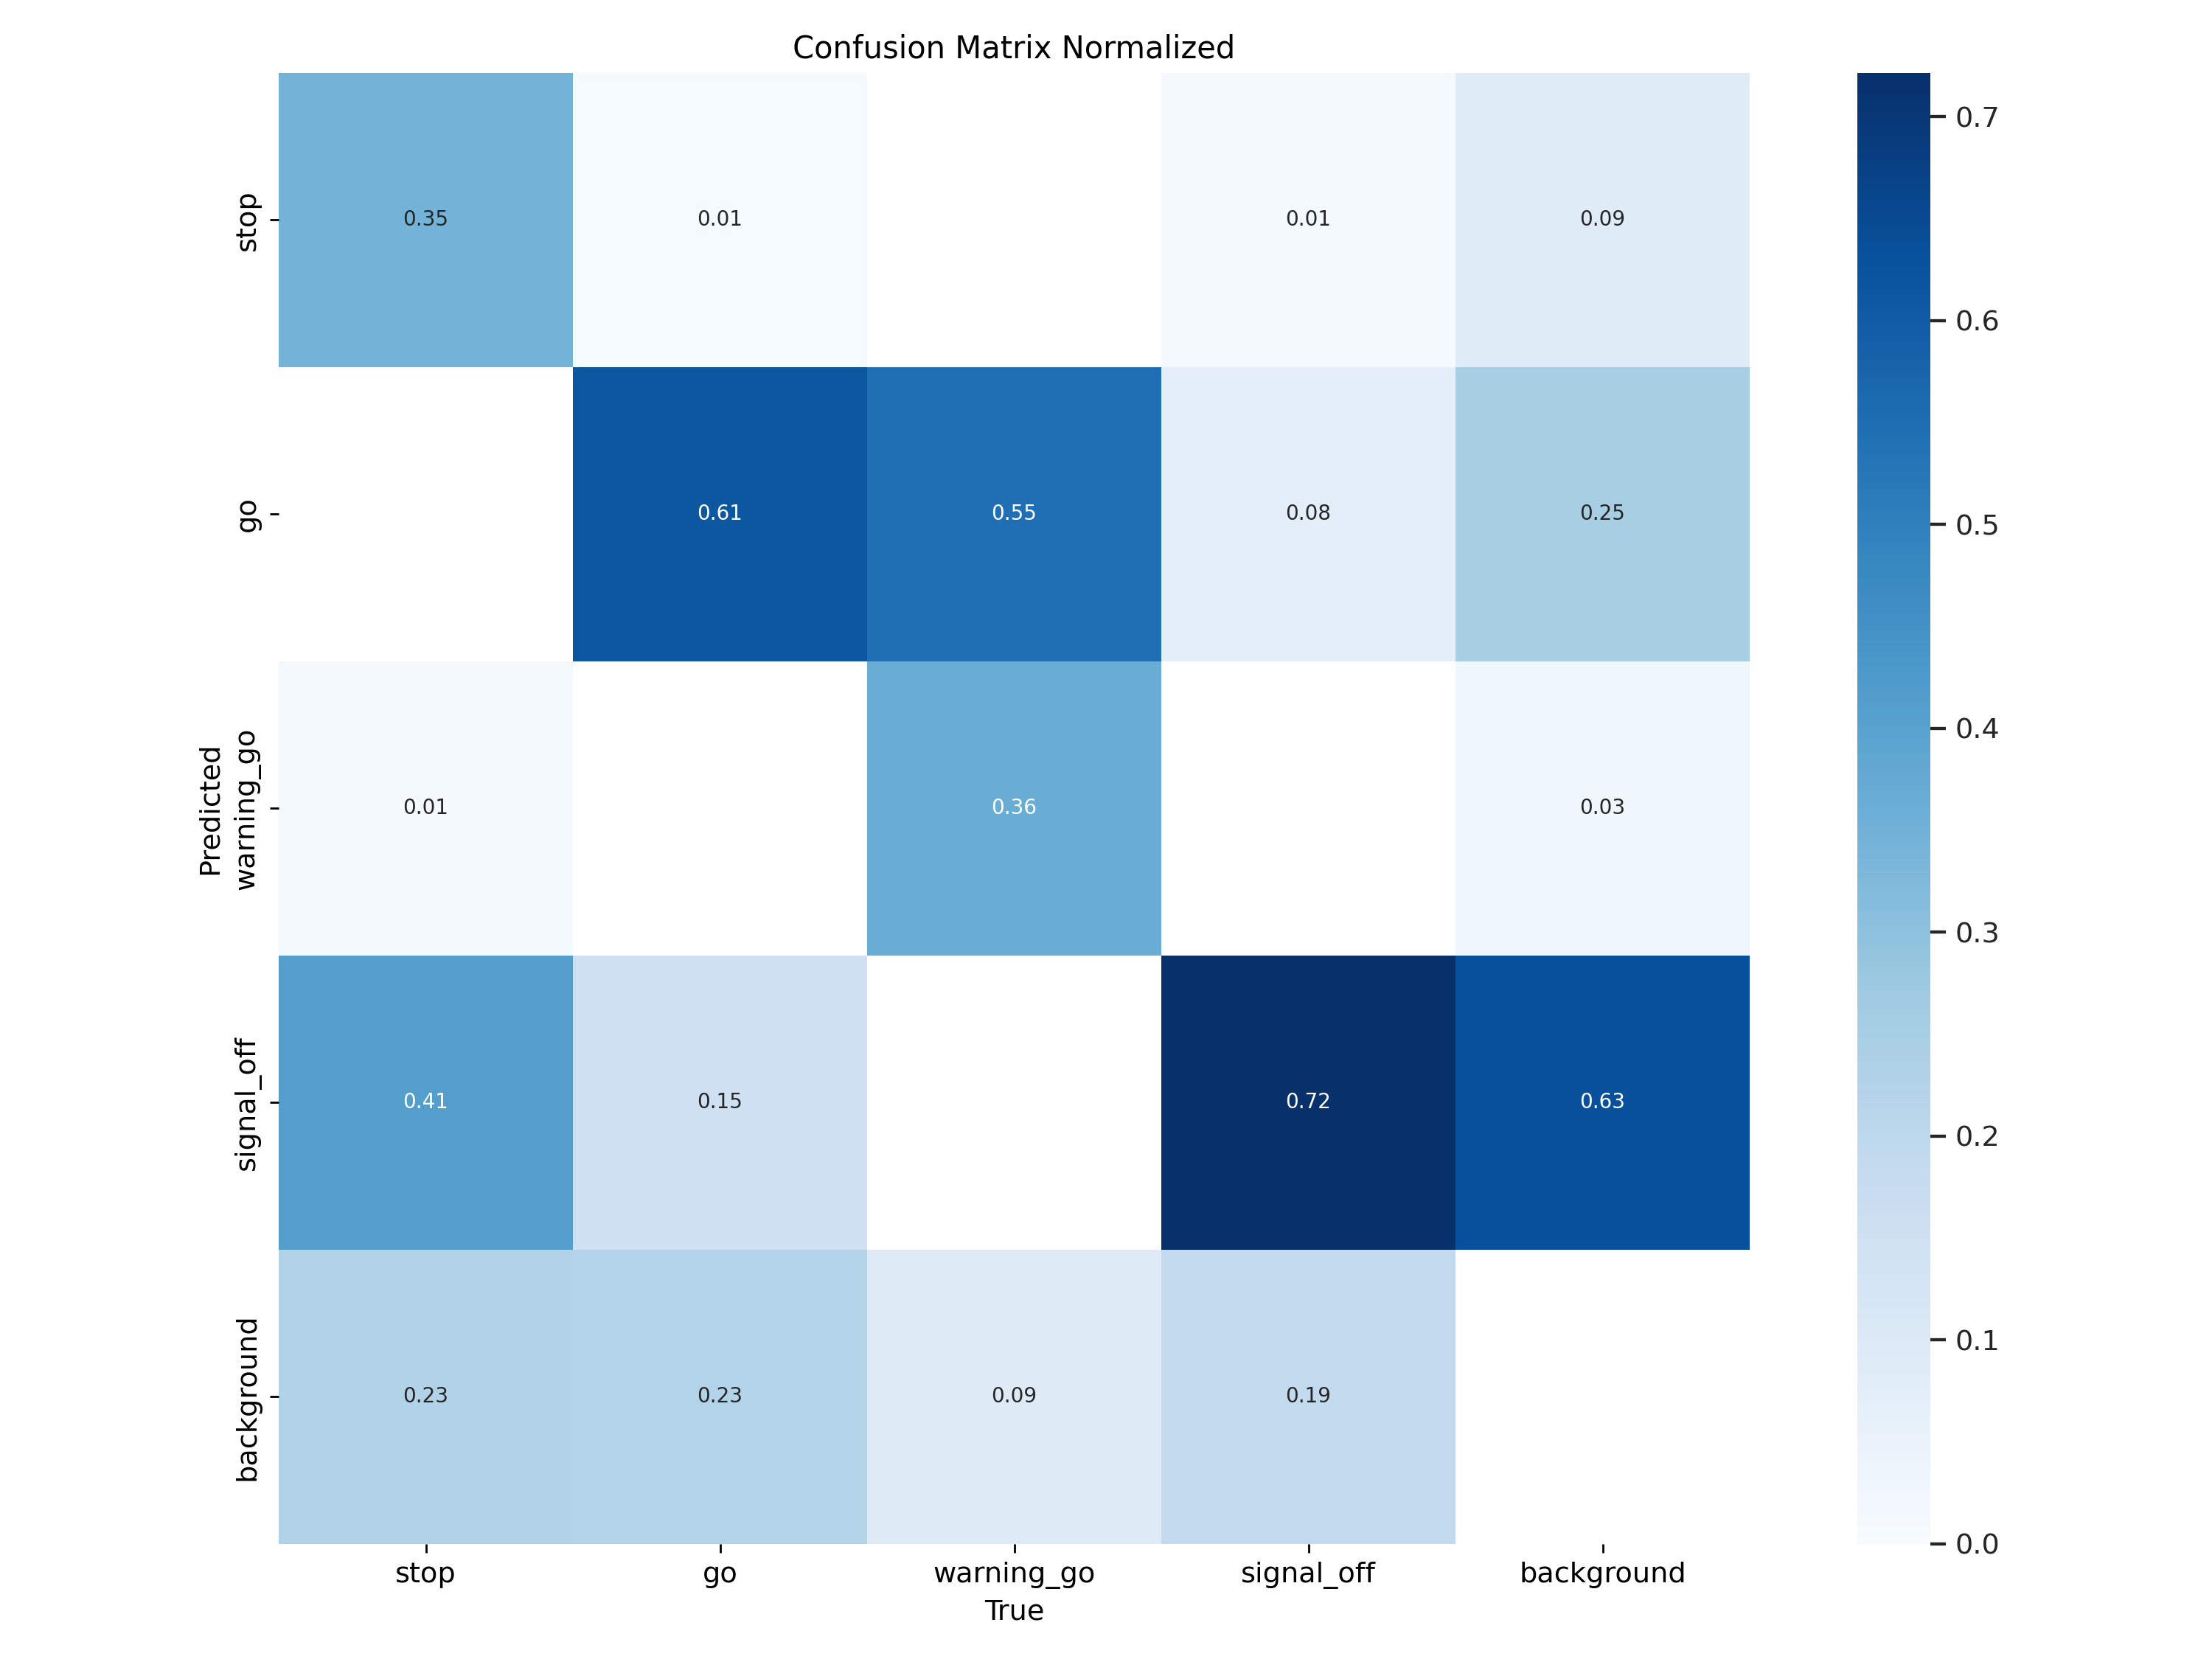 Confusion Matrix Normalized
stop
0.35
0.01
0.01
0.09
go
0.61
0.55
0.08
0.25
warning_go
0.01
0.36
0.03
signal_off
0.41
0.15
0.72
0.63
background
0.23
0.23
0.09
0.19
Predicted
stop
go
warning_go
signal_off
background
True
0.7
0.6
0.5
0.4
0.3
0.2
0.1
0.0